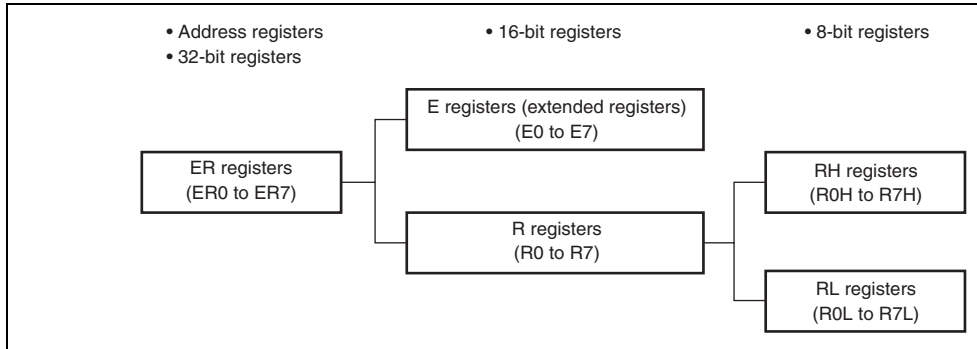 • Address registers
• 32-bit registers
• 16-bit registers
• 8-bit registers
E registers (extended registers)
(E0 to E7)
ER registers
(ER0 to ER7)
RH registers
(R0H to R7H)
R registers
(R0 to R7)
RL registers
(R0L to R7L)